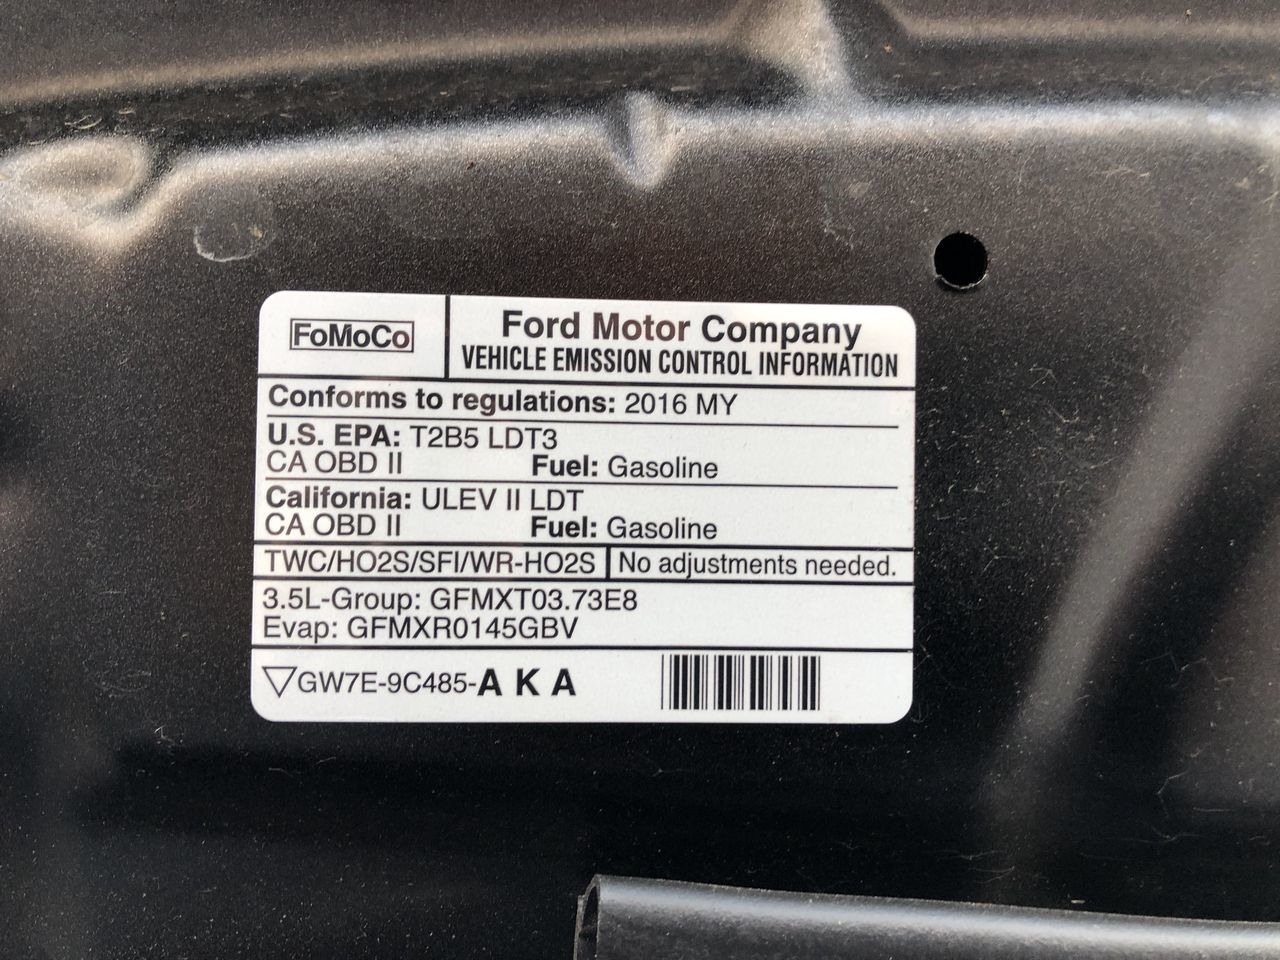 FoMoCo
Ford Motor Company
VEHICLE EMISSION CONTROL INFORMATION
Conforms to regulations: 2016 MY
U.S. EPA: T2B5 LDT3
CA OBD II Fuel: Gasoline
California: ULEV II LDT
CA OBD II Fuel: Gasoline
TWC/HO2S/SFI/WR-HO2S No adjustments needed.
3.5L-Group: GFMXT03.73E8
Evap: GFMXR0145GBV
▽GW7E-9C485-A K A